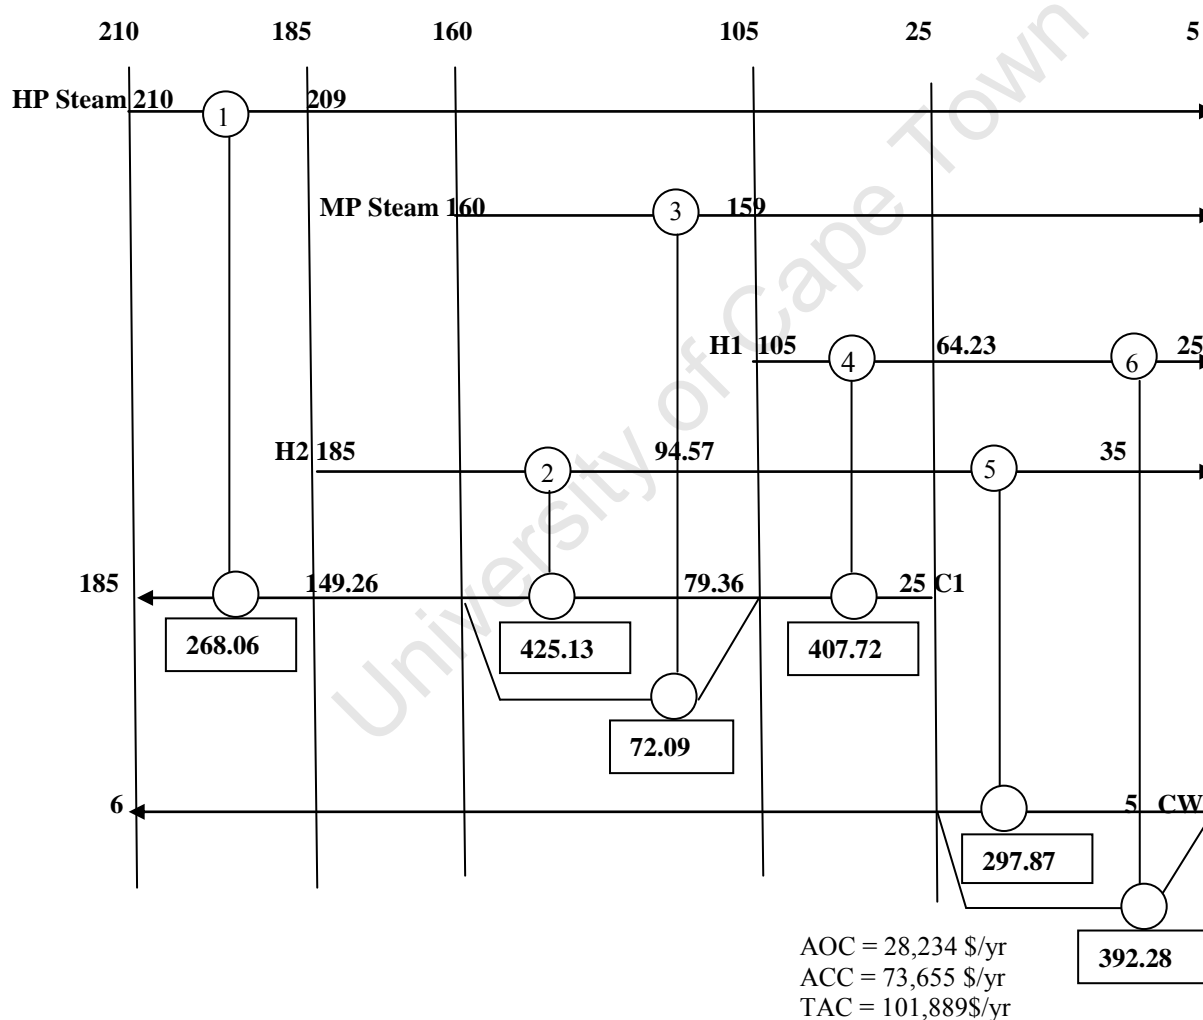 210 185 160 105 25 5
HP Steam 210 1 209
MP Steam 160 3 159
H1 105 4 64.23 6 25
H2 185 2 94.57 5 35
185 149.26 79.36 25 C1
268.06 425.13 407.72
72.09
6 5 CW
297.87
392.28
AOC = 28,234 $/yr
ACC = 73,655 $/yr
TAC = 101,889$/yr
University of Cape Town